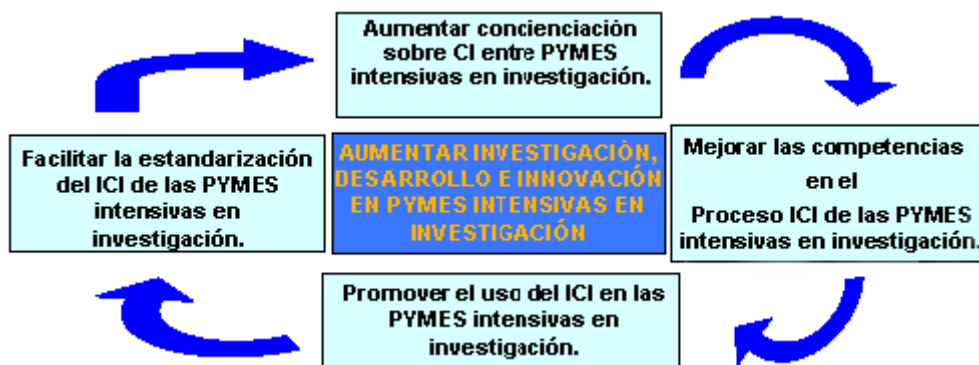 Aumentar concienciación
sobre CI entre PYMES
intensivas en investigación.
Facilitar la estandarización
del ICI de las PYMES
intensivas en
investigación.
AUMENTAR INVESTIGACIÓN,
DESARROLLO E INNOVACIÓN
EN PYMES INTENSIVAS EN
INVESTIGACIÓN
Mejorar las competencias
en el
Proceso ICI de las PYMES
intensivas en investigación.
Promover el uso del ICI en las
PYMES intensivas en
investigación.